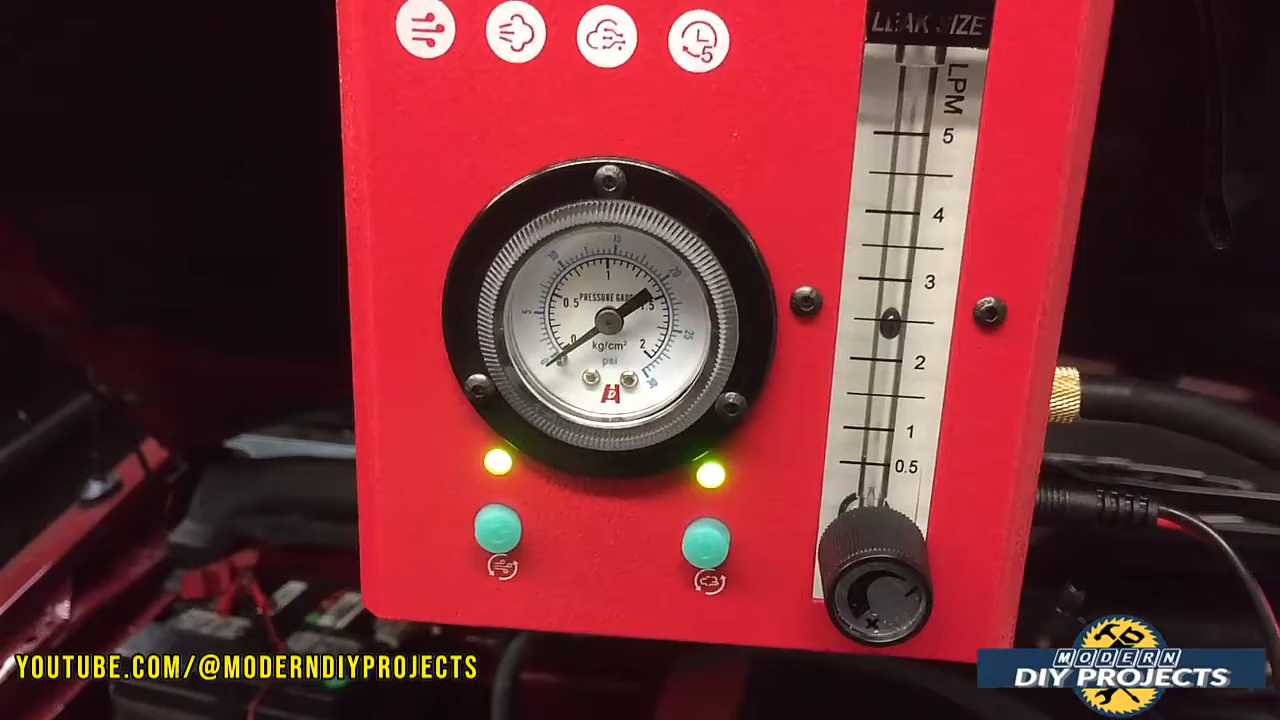 LEAK SIZE
LPM
5
5
4
3
2
1
0.5
0
0.5
1
1.5
2
0
10
15
20
25
30
PRESSURE GAUGE
kg/cm²
psi
YOUTUBE.COM/@MODERNDIYPROJECTS
MODERN
DIY PROJECTS